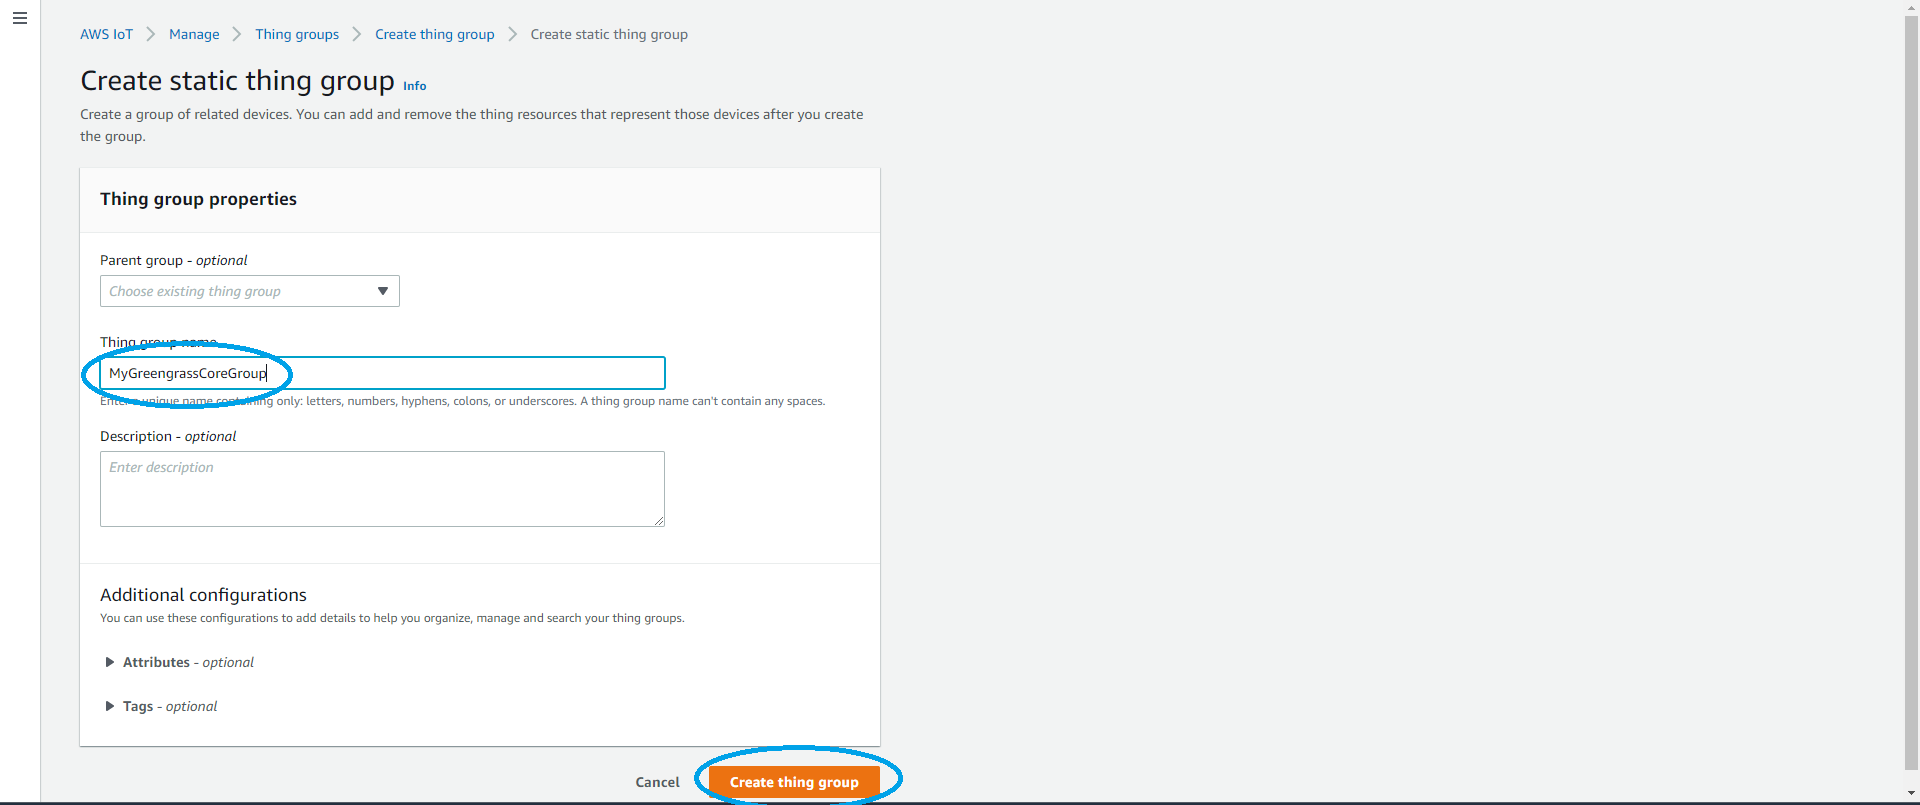 AWS IoT > Manage > Thing groups > Create thing group > Create static thing group
Create static thing group Info
Create a group of related devices. You can add and remove the thing resources that represent those devices after you create
the group.
Thing group properties
Parent group - optional
Choose existing thing group
Thing group name
MyGreengrassCoreGroup
Enter a unique name containing only: letters, numbers, hyphens, colons, or underscores. A thing group name can't contain any spaces.
Description - optional
Enter description
Additional configurations
You can use these configurations to add details to help you organize, manage and search your thing groups.
Attributes - optional
Tags - optional
Cancel Create thing group